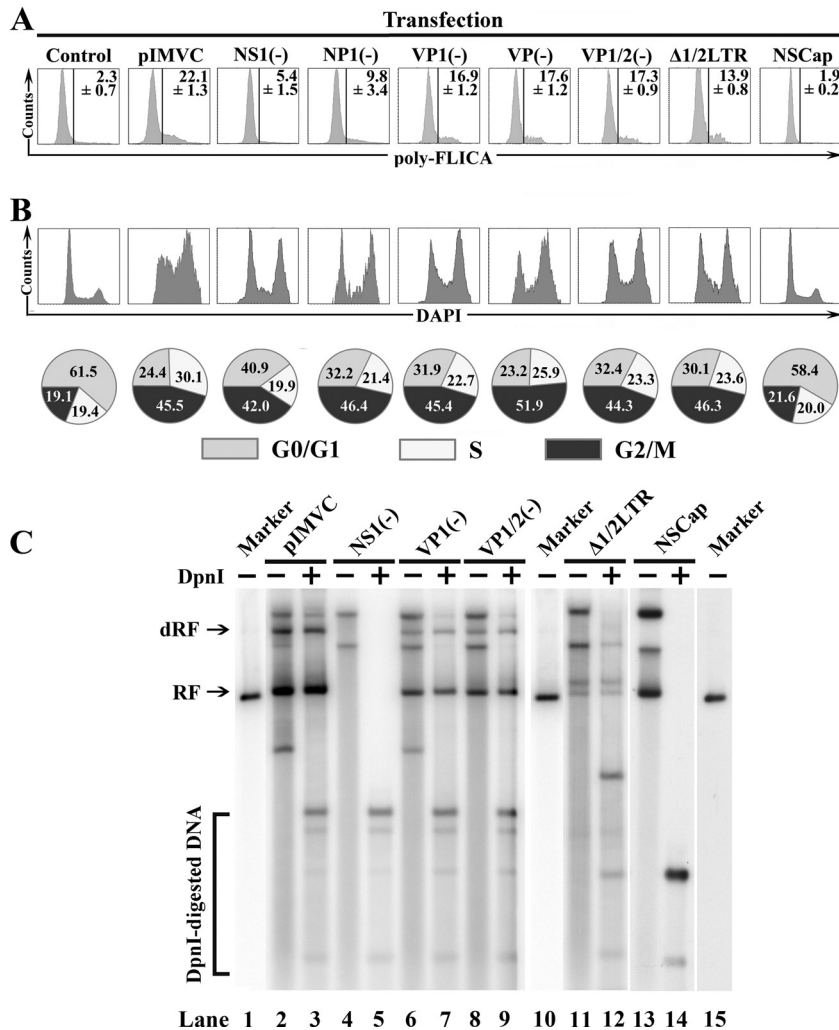 A
Transfection
Control pIMVC NS1(-) NP1(-) VP1(-) VP(-) VP1/2(-) Δ1/2LTR NSCap
2.3 22.1 5.4 9.8 16.9 17.6 17.3 13.9 1.9
± 0.7 ± 1.3 ± 1.5 ± 3.4 ± 1.2 ± 1.2 ± 0.9 ± 0.8 ± 0.2
Counts
poly-FLICA
B
Counts
DAPI
61.5 24.4 30.1 40.9 32.2 21.4 31.9 22.7 23.2 25.9 32.4 23.3 30.1 23.6 58.4
19.1 19.4 45.5 19.9 42.0 46.4 45.4 51.9 44.3 46.3 21.6 20.0
G0/G1 S G2/M
C
Marker pIMVC NS1(-) VP1(-) VP1/2(-) Marker Δ1/2LTR NSCap Marker
DpnI − − + − + − + − + − − + − + −
dRF →
RF →
DpnI-digested DNA
Lane 1 2 3 4 5 6 7 8 9 10 11 12 13 14 15